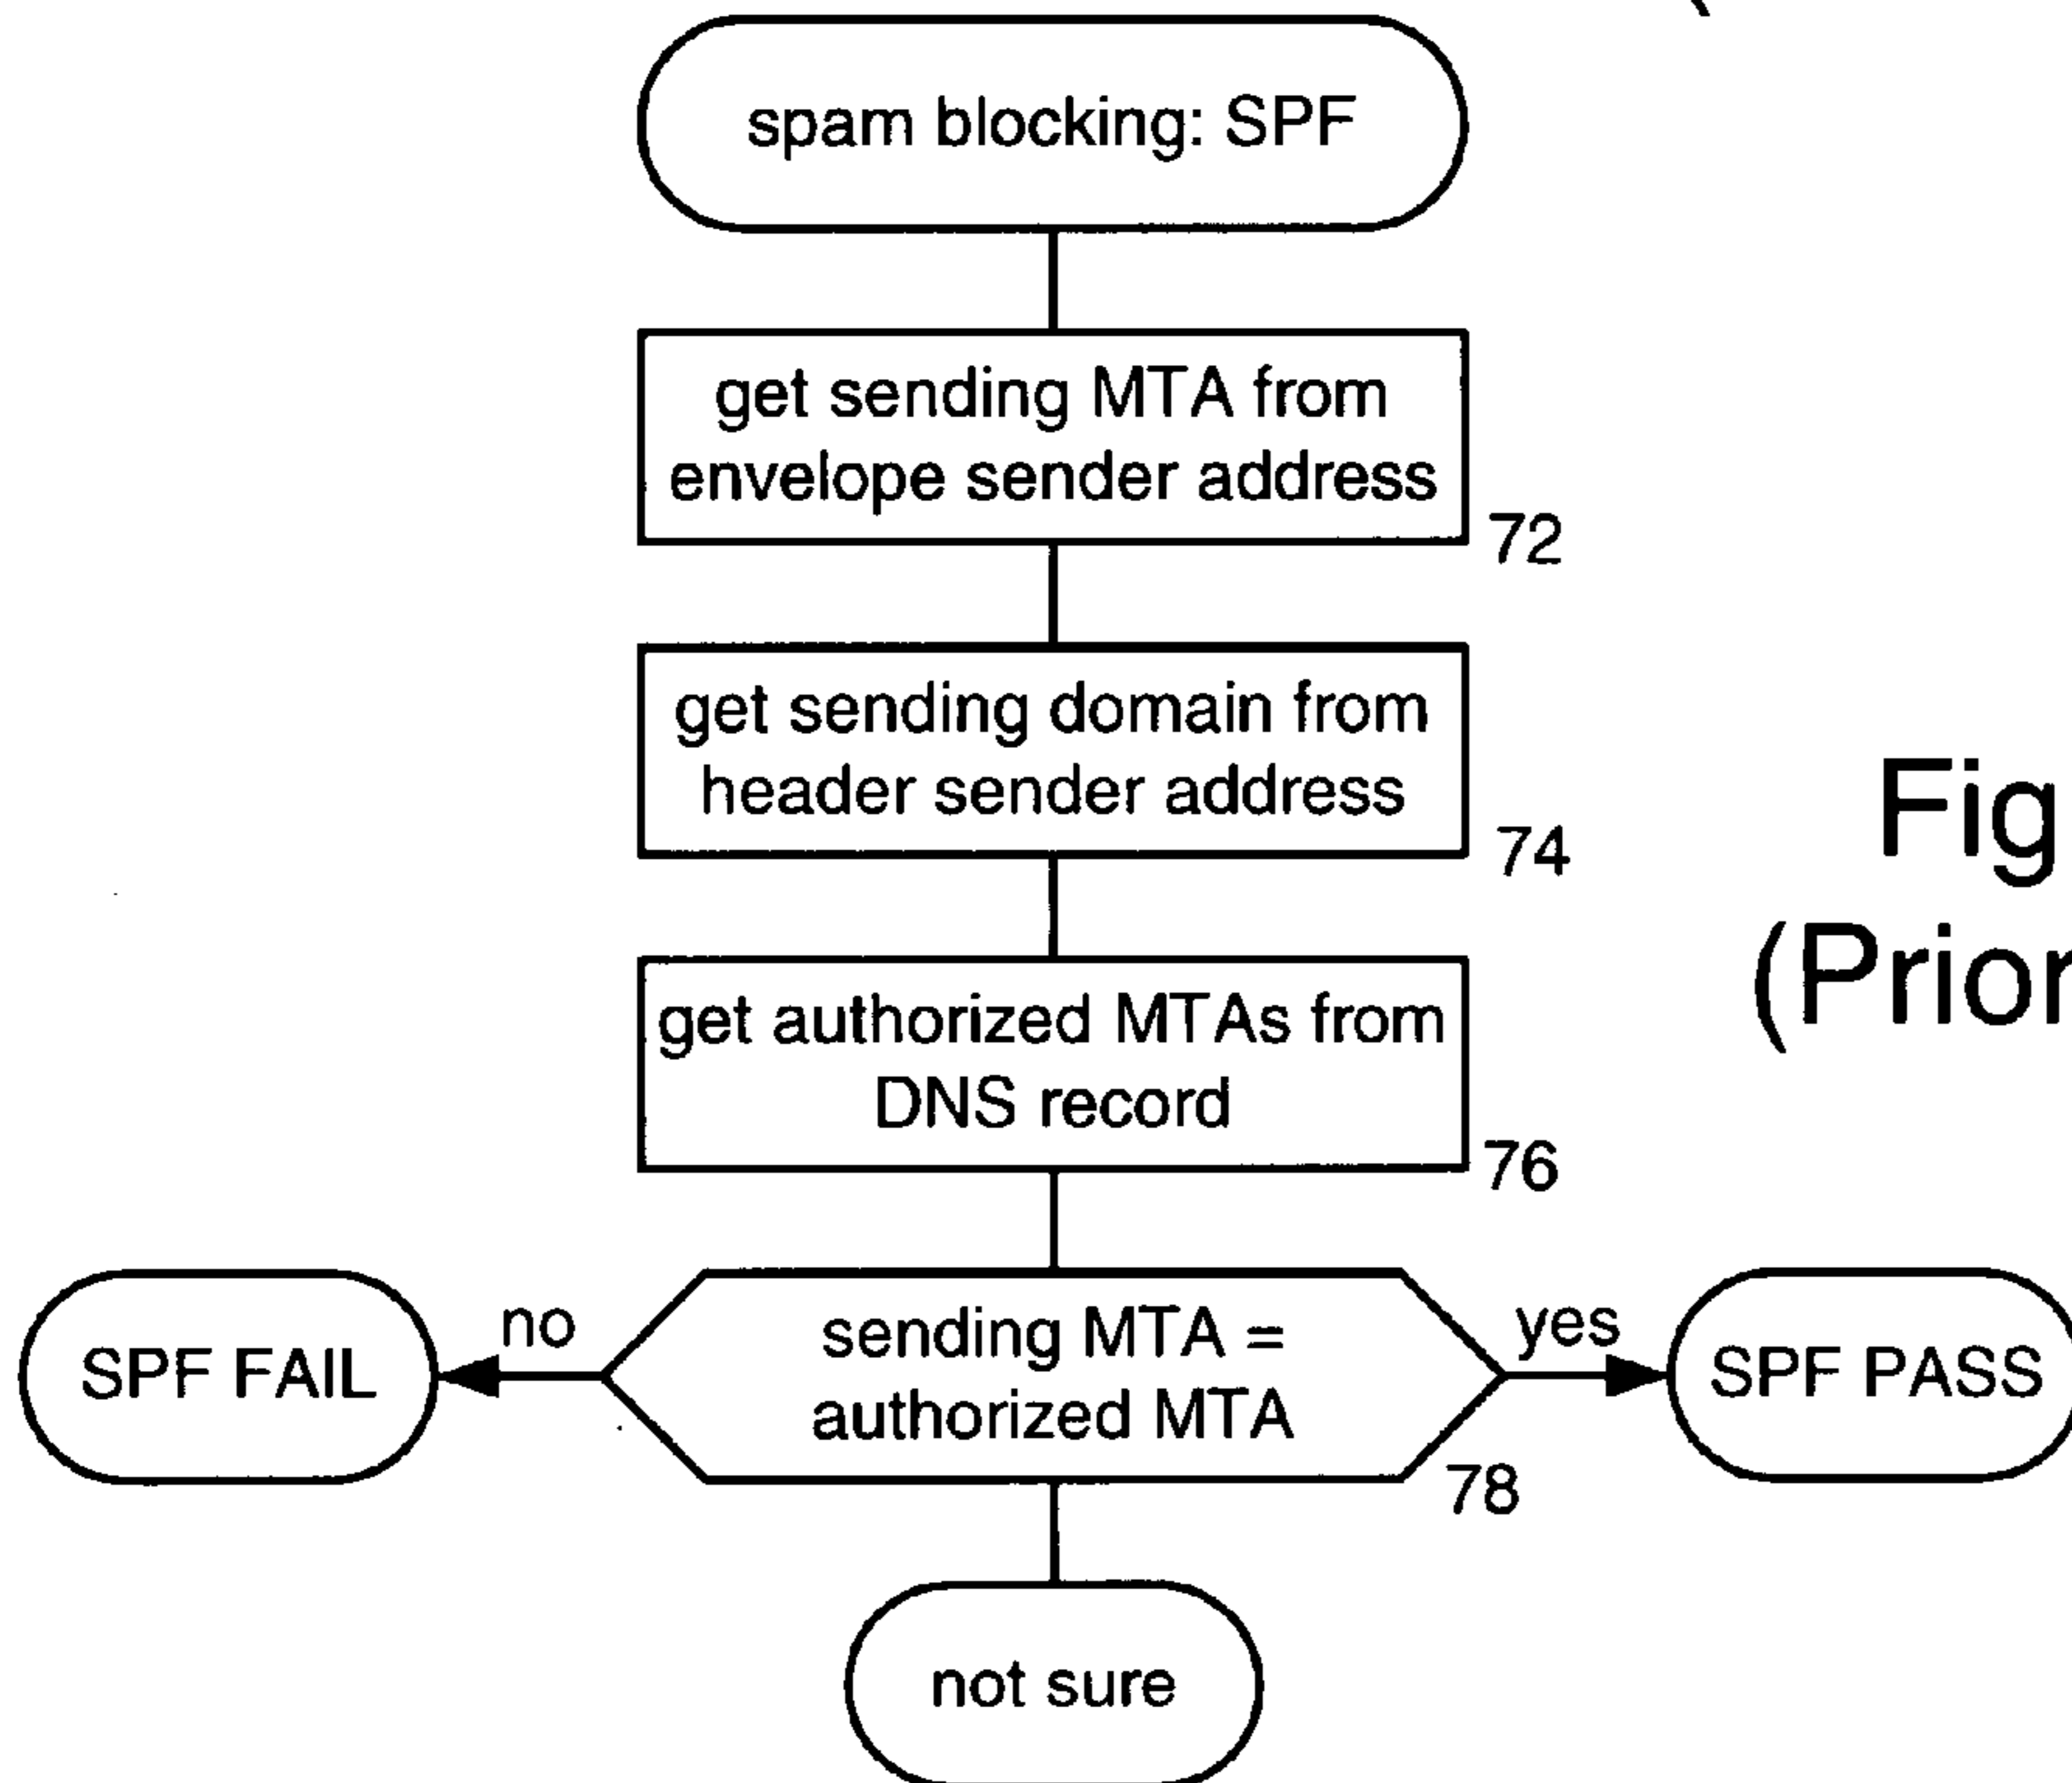 spam blocking: SPF
get sending MTA from
envelope sender address
72
get sending domain from
header sender address
74
Fig
(Prior
get authorized MTAs from
DNS record
76
no
sending MTA =
authorized MTA
yes
SPF FAIL
SPF PASS
78
not sure